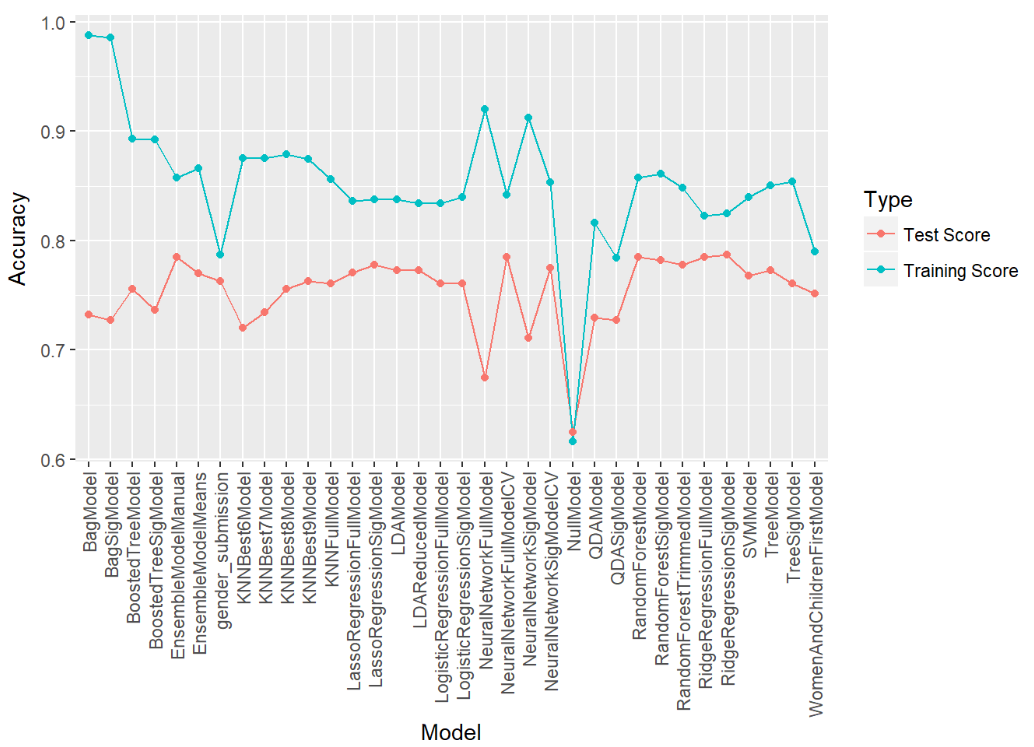 1.0
0.9
0.8
0.7
0.6
Accuracy
BagModel
BagSigModel
BoostedTreeModel
BoostedTreeSigModel
EnsembleModelManual
EnsembleModelMeans
gender_submission
KNNBest6Model
KNNBest7Model
KNNBest8Model
KNNBest9Model
KNNFullModel
LassoRegressionFullModel
LassoRegressionSigModel
LDAModel
LDAReducedModel
LogisticRegressionFullModel
LogisticRegressionSigModel
NeuralNetworkFullModel
NeuralNetworkFullModelCV
NeuralNetworkSigModel
NeuralNetworkSigModelCV
NullModel
QDAModel
QDASigModel
RandomForestModel
RandomForestSigModel
RandomForestTrimmedModel
RidgeRegressionFullModel
RidgeRegressionSigModel
SVMModel
TreeModel
TreeSigModel
WomenAndChildrenFirstModel
Model
Type
Test Score
Training Score